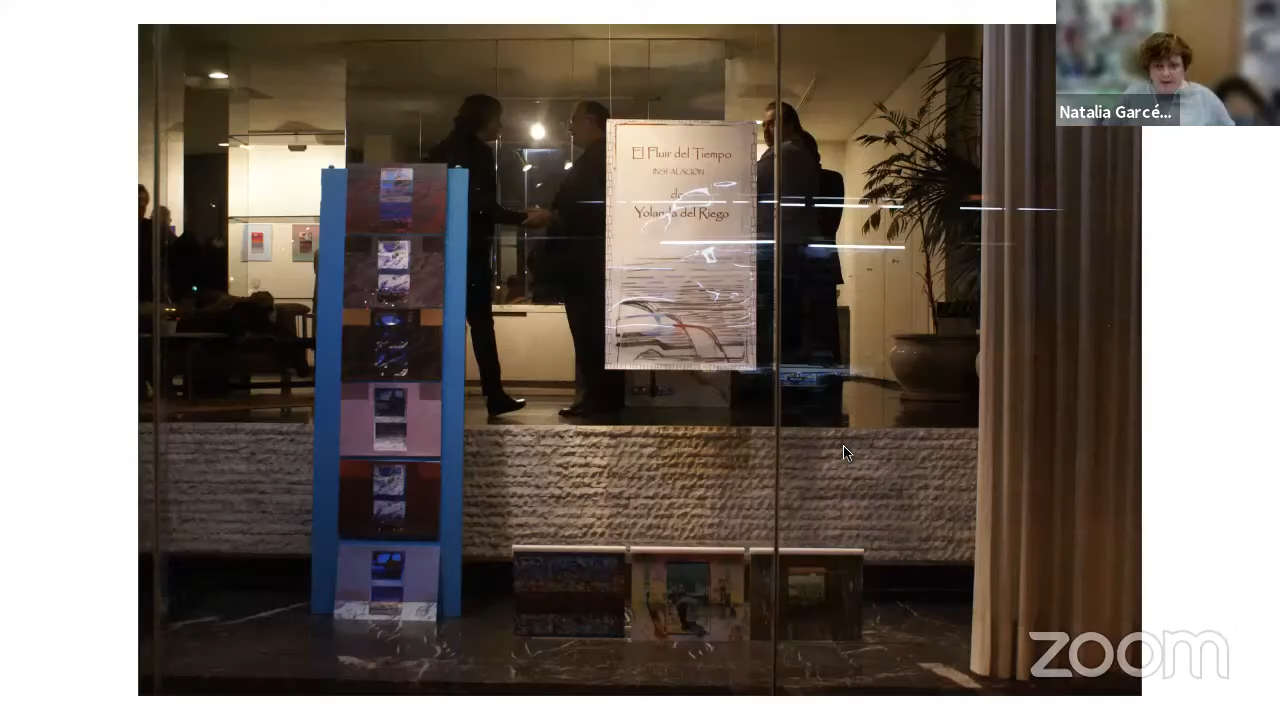 Natalia Garcé...
El Fluir del Tiempo
INSTALACIÓN
de
Yolanda del Riego
zoom